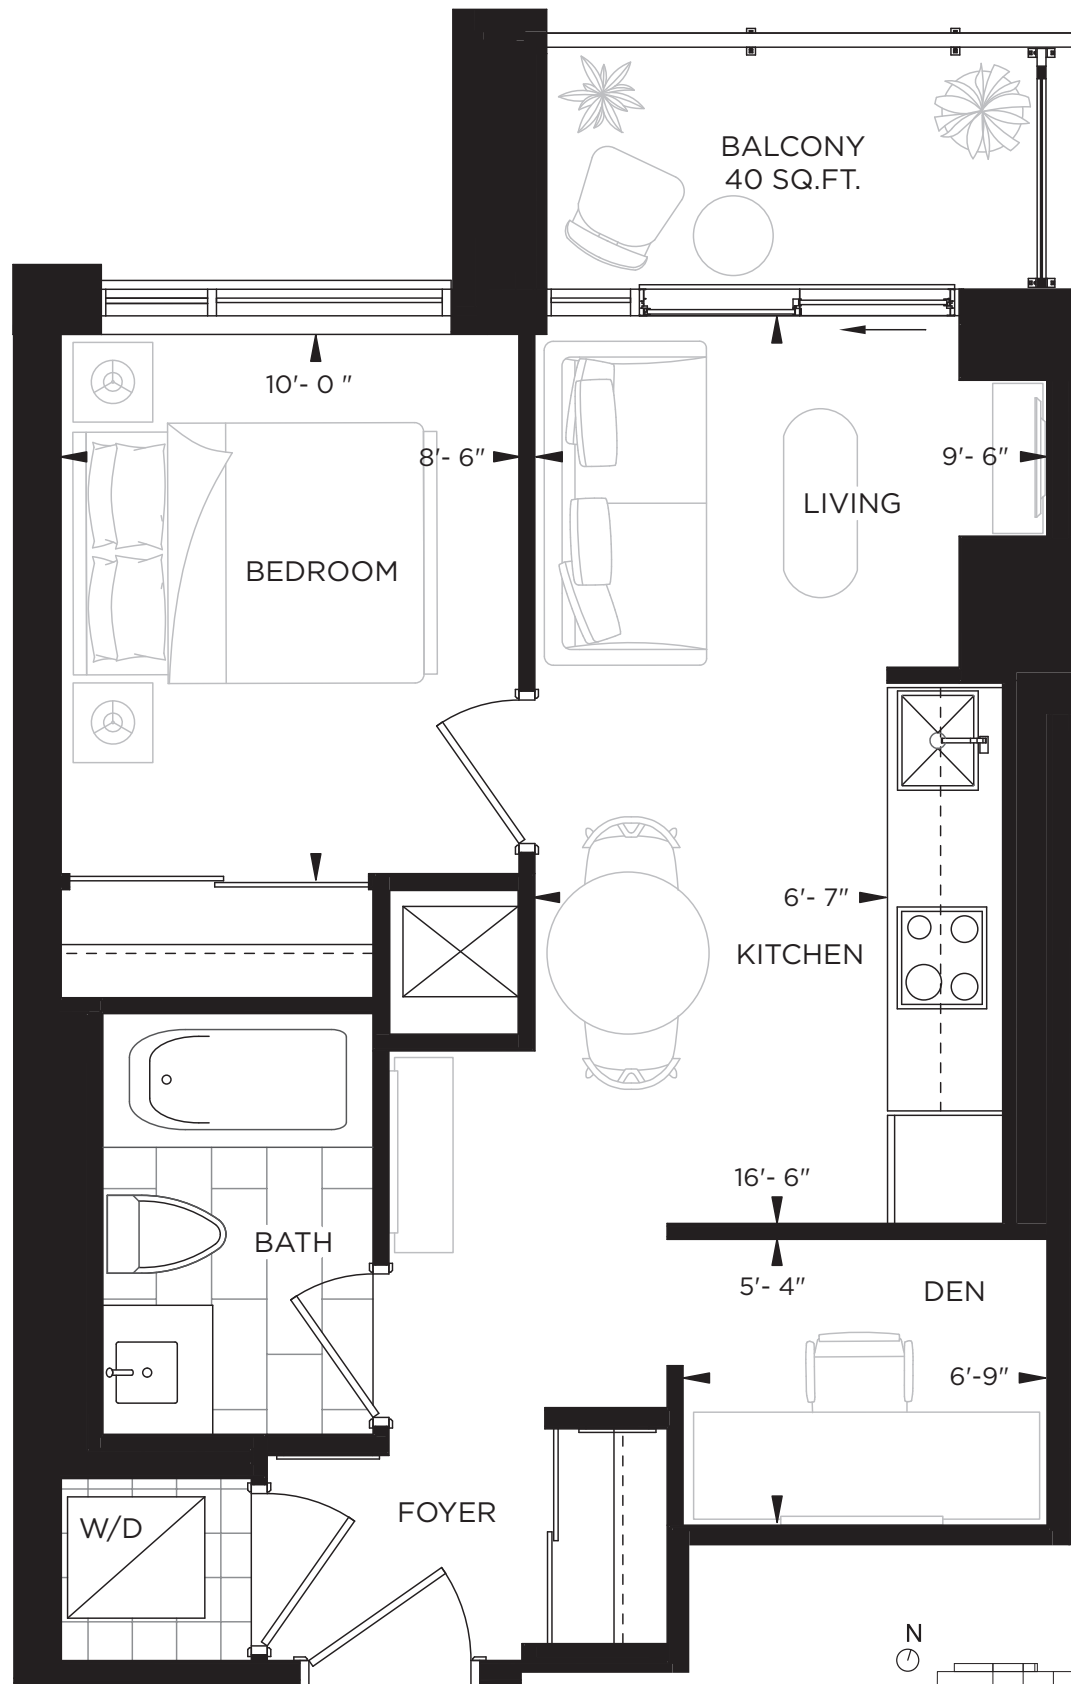 BALCONY
40 SQ.FT.
10'- 0 "
8'- 6"
9'- 6"
LIVING
BEDROOM
6'- 7"
KITCHEN
16'- 6"
BATH
5'- 4"
DEN
6'-9"
FOYER
W/D
N